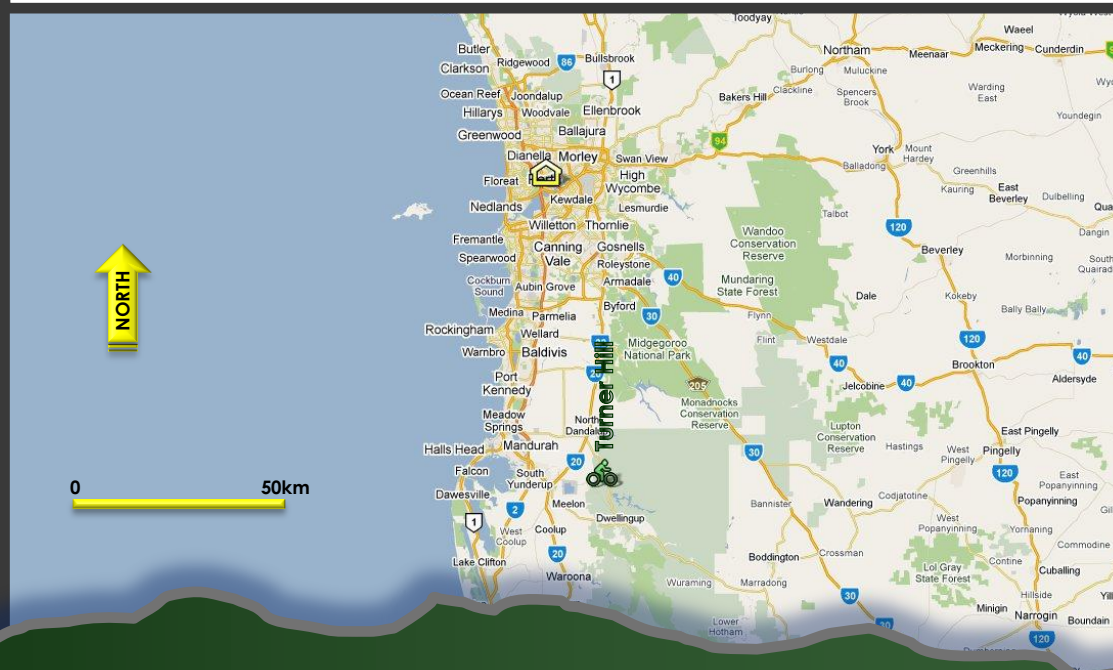 Toodyay
Waeel
Butler
Ridgewood
86
Bullsbrook
Northam
Meenaar
Meckering
Cunderdin
Clarkson
1
Burlong
Muluckine
Ocean Reef
Joondalup
Bakers Hill
Clackline
Spencers
Brook
Warding
East
Hillarys
Woodvale
Ellenbrook
Youndegin
Greenwood
Ballajura
94
Dianella
Morley
Swan View
York
Mount
Hardey
Balladong
Floreat
High
Wycombe
Greenhills
Kauring
East
Beverley
Dulbelling
Nedlands
Kewdale
Lesmurdie
Talbot
Willetton
Thornlie
120
Dangin
Wandoo
Conservation
Reserve
Fremantle
Canning
Vale
Gosnells
Beverley
Morbinning
Spearwood
Roleystone
NORTH
Cockburn
Sound
Aubin Grove
Armadale
40
Mundaring
State Forest
Dale
Kokeby
Bally Bally
Medina
Parmelia
Byford
30
Flynn
Rockingham
Wellard
Flint
Westdale
120
Warnbro
Baldivis
Midgegoroo
National Park
Brookton
40
40
Port
Kennedy
20
205
Jelcobine
40
Aldersyde
Turner Hill
Monadnocks
Conservation
Reserve
Meadow
Springs
North
Dandalup
Lupton
Conservation
Reserve
Hastings
East Pingelly
Halls Head
Mandurah
West
Pingelly
Pingelly
30
20
Falcon
South
Yunderup
120
East
Popanyinning
0
50km
Dawesville
Meelon
Bannister
Wandering
Codjatotine
Popanyinning
2
1
Dwellingup
West
Popanyinning
Yornaning
West
Coolup
Coolup
Commodine
20
Boddington
Crossman
Contine
Lake Clifton
Lol Gray
State Forest
Cuballing
Waroona
Wuraming
Marradong
30
Hillside
Minigin
Narrogin
Boundain
Lower
Hotham
30
120